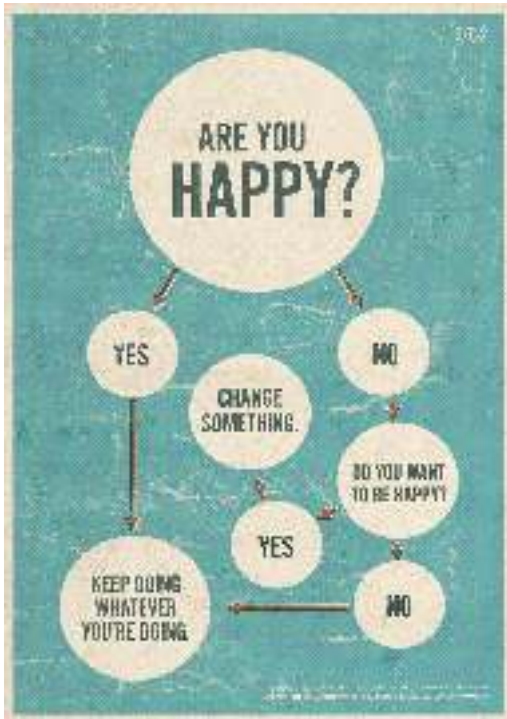 ARE YOU
HAPPY?
YES
NO
CHANGE
SOMETHING.
DO YOU WANT
TO BE HAPPY?
YES
NO
KEEP DOING
WHATEVER
YOU'RE DOING